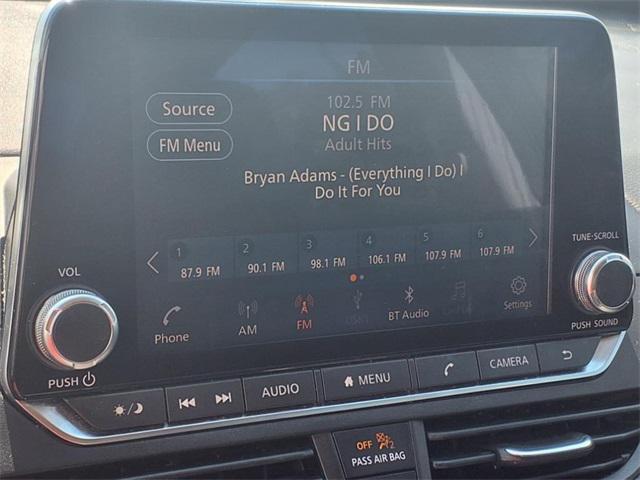 FM
Source
102.5 FM
NG I DO
FM Menu
Adult Hits
Bryan Adams - (Everything I Do) I
Do It For You
1 2 3 4 5 6
87.9 FM 90.1 FM 98.1 FM 106.1 FM 107.9 FM 107.9 FM
Phone AM FM BT Audio Settings
VOL
PUSH
TUNE·SCROLL
PUSH SOUND
AUDIO MENU CAMERA
OFF 2
PASS AIR BAG